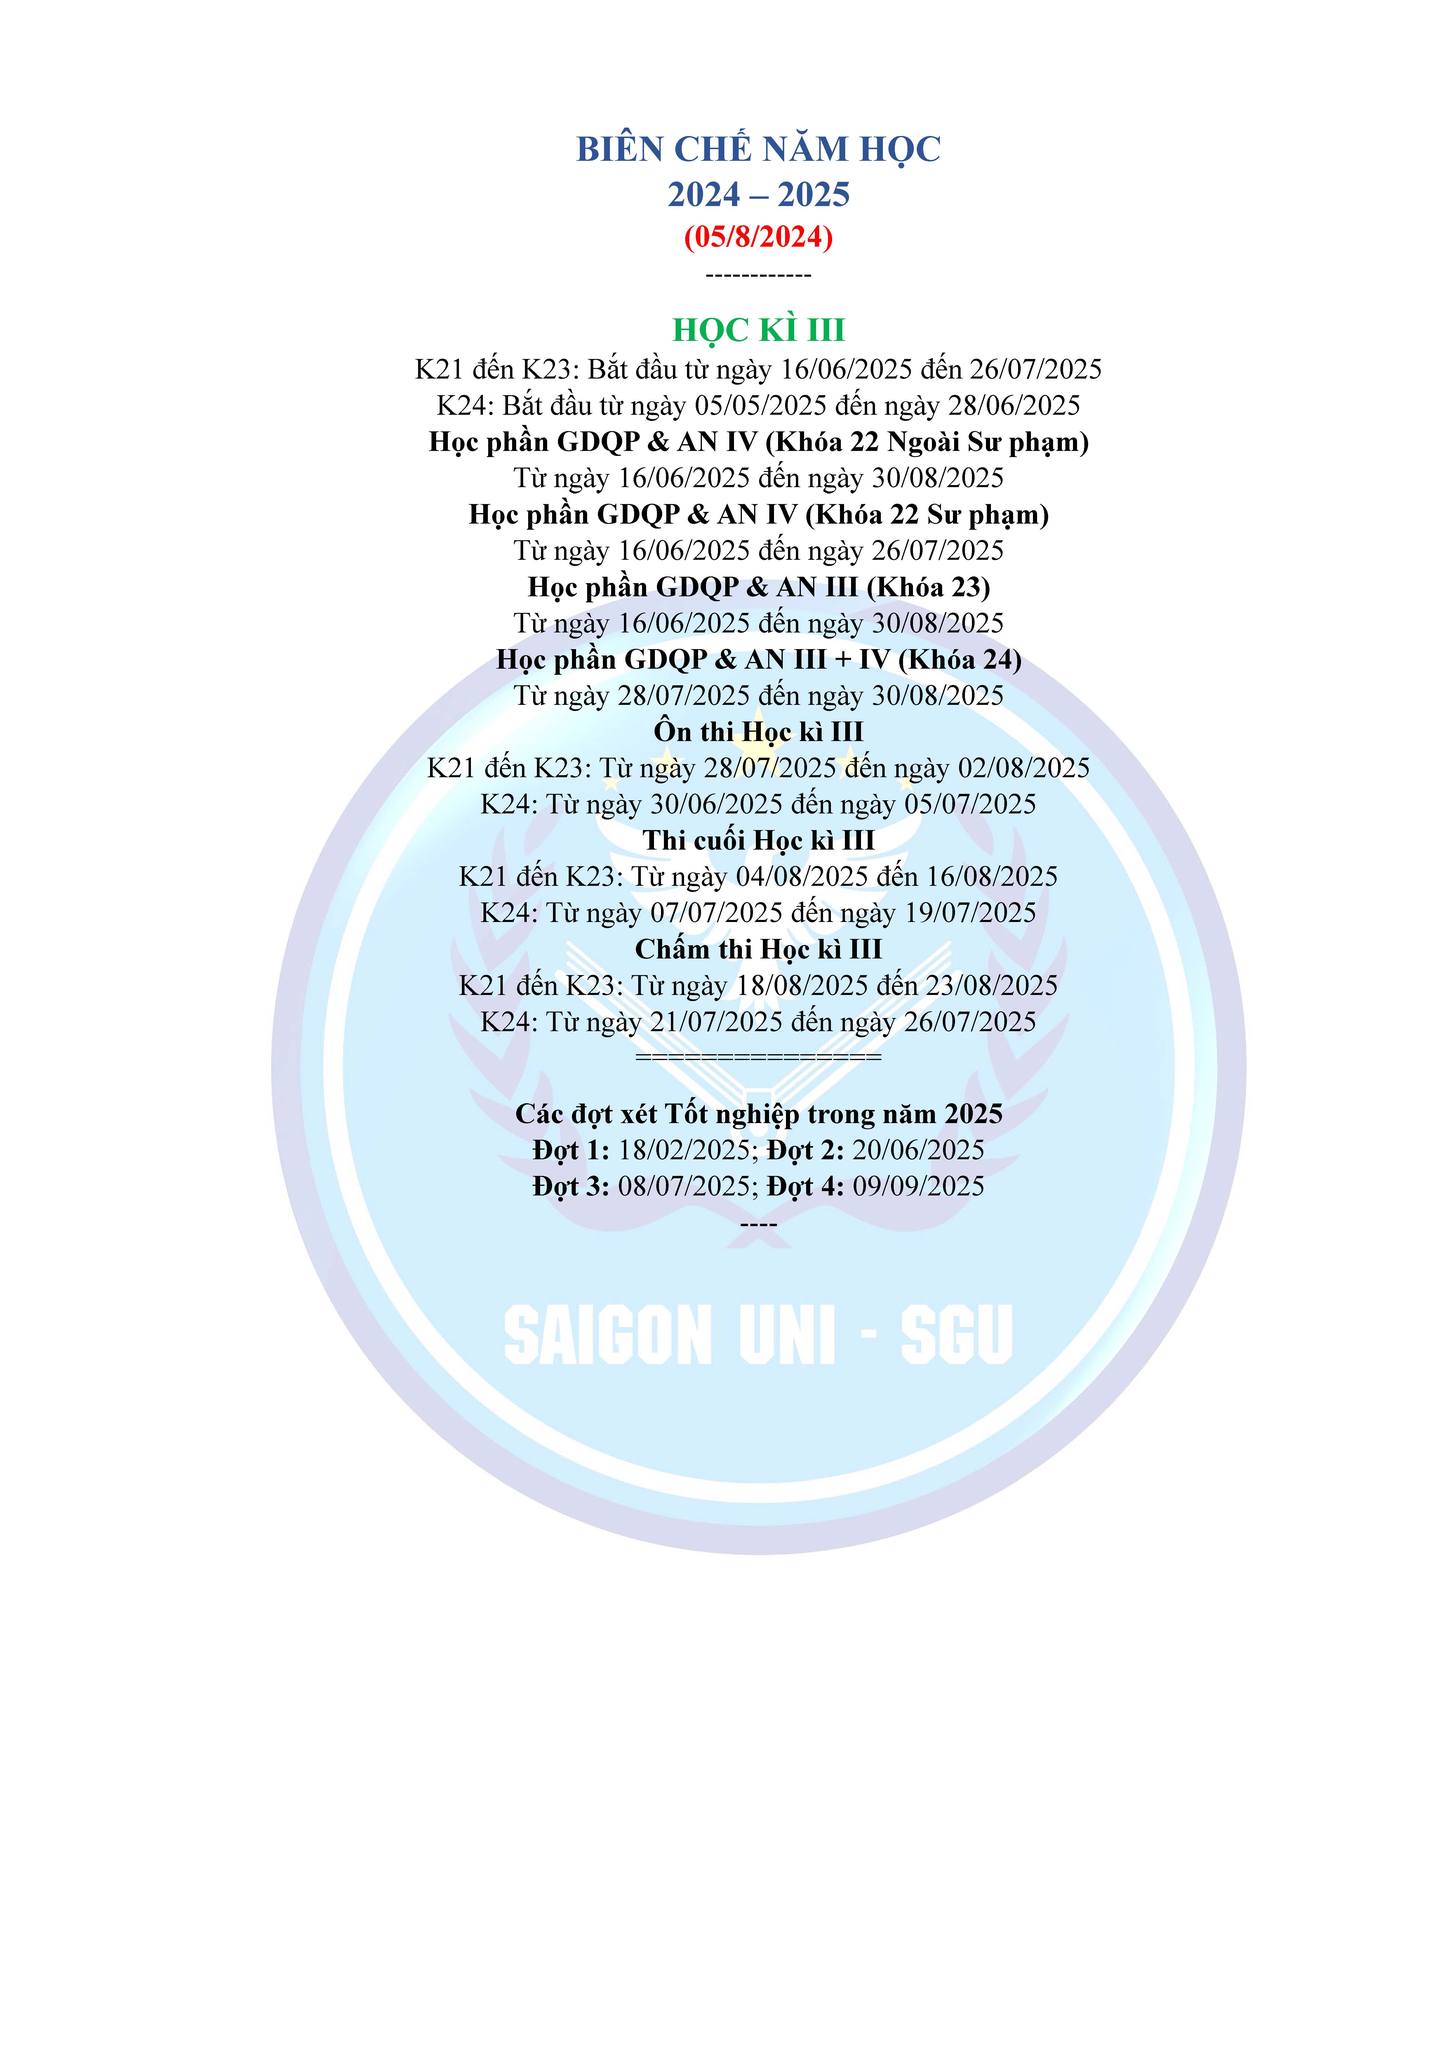 BIÊN CHẾ NĂM HỌC
2024 – 2025
(05/8/2024)
------------
HỌC KÌ III
K21 đến K23: Bắt đầu từ ngày 16/06/2025 đến 26/07/2025
K24: Bắt đầu từ ngày 05/05/2025 đến ngày 28/06/2025
Học phần GDQP & AN IV (Khóa 22 Ngoài Sư phạm)
Từ ngày 16/06/2025 đến ngày 30/08/2025
Học phần GDQP & AN IV (Khóa 22 Sư phạm)
Từ ngày 16/06/2025 đến ngày 26/07/2025
Học phần GDQP & AN III (Khóa 23)
Từ ngày 16/06/2025 đến ngày 30/08/2025
Học phần GDQP & AN III + IV (Khóa 24)
Từ ngày 28/07/2025 đến ngày 30/08/2025
Ôn thi Học kì III
K21 đến K23: Từ ngày 28/07/2025 đến ngày 02/08/2025
K24: Từ ngày 30/06/2025 đến ngày 05/07/2025
Thi cuối Học kì III
K21 đến K23: Từ ngày 04/08/2025 đến 16/08/2025
K24: Từ ngày 07/07/2025 đến ngày 19/07/2025
Chấm thi Học kì III
K21 đến K23: Từ ngày 18/08/2025 đến 23/08/2025
K24: Từ ngày 21/07/2025 đến ngày 26/07/2025
===============
Các đợt xét Tốt nghiệp trong năm 2025
Đợt 1: 18/02/2025; Đợt 2: 20/06/2025
Đợt 3: 08/07/2025; Đợt 4: 09/09/2025
----
SAIGON UNI - SGU